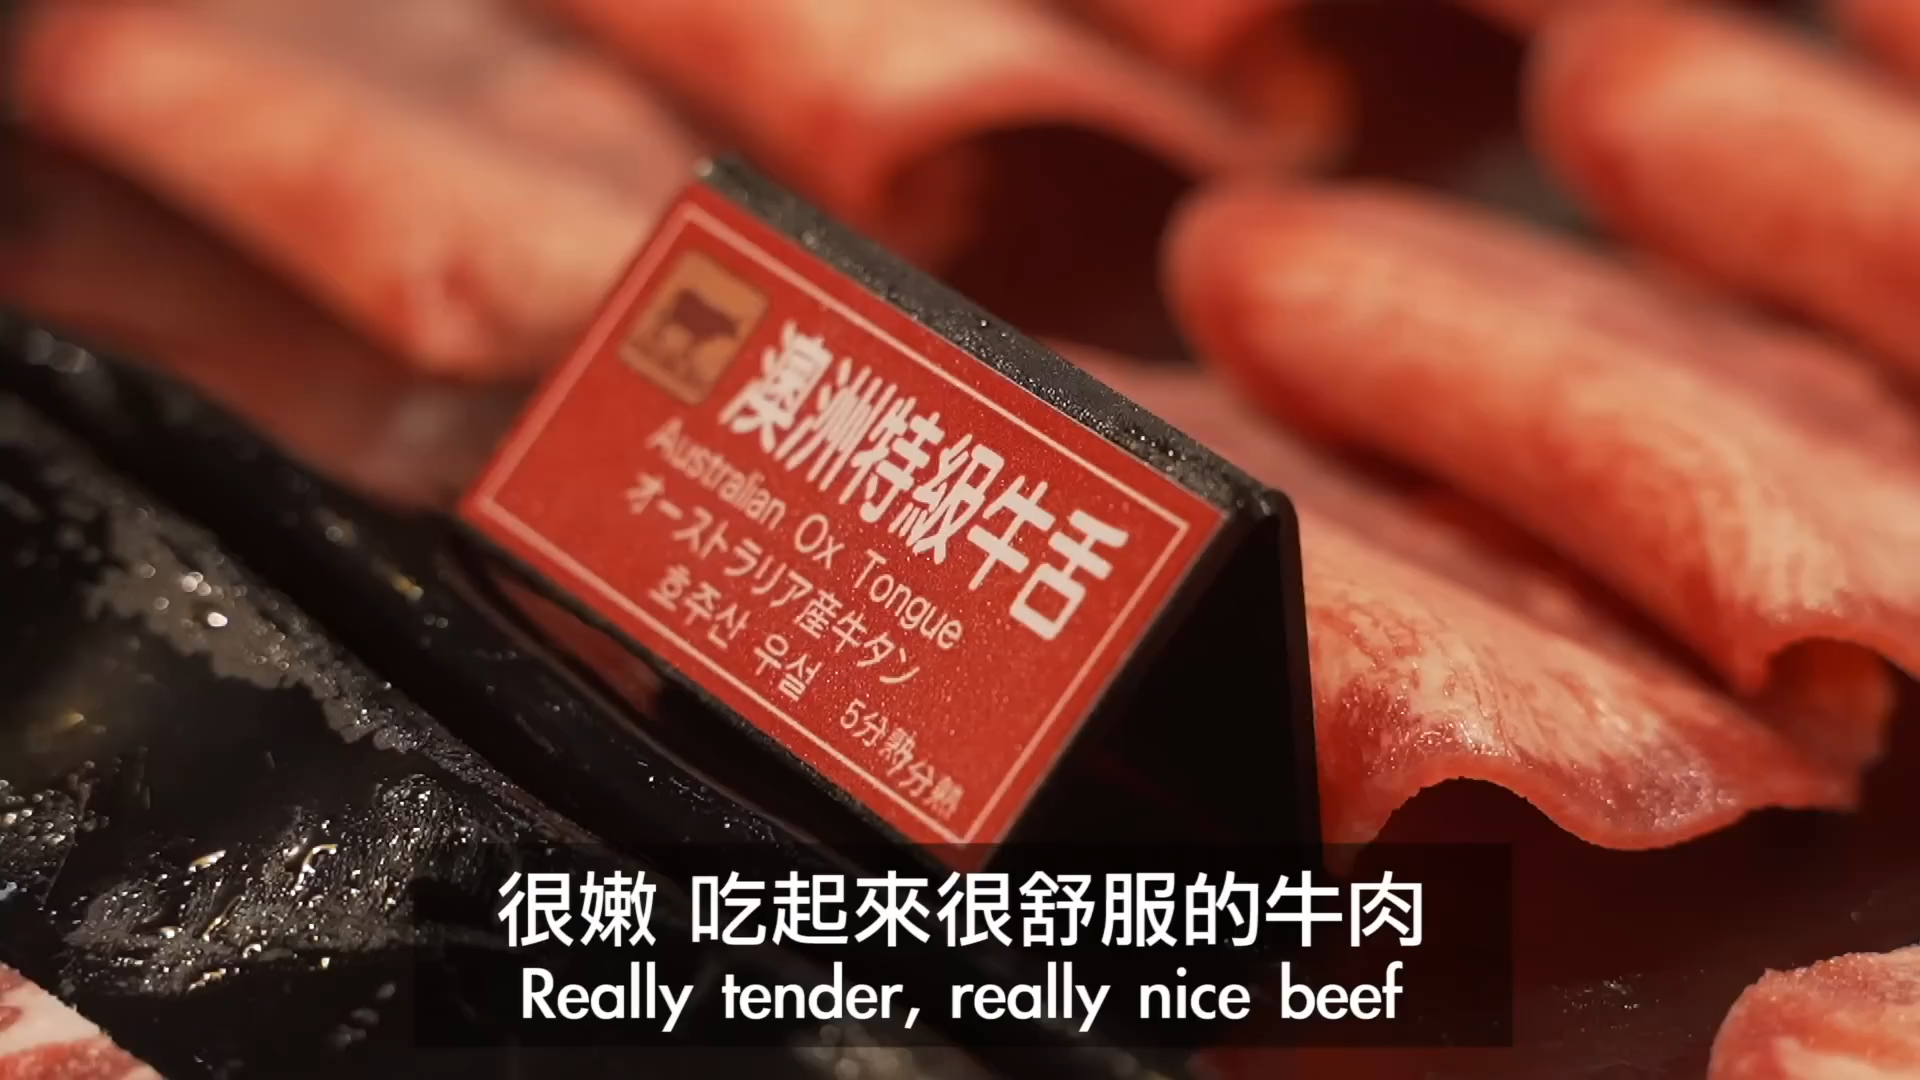 澳洲特級牛舌
Australian Ox Tongue
オーストラリア産牛タン
호주산 우설
5分熟/分熟
很嫩 吃起來很舒服的牛肉
Really tender, really nice beef